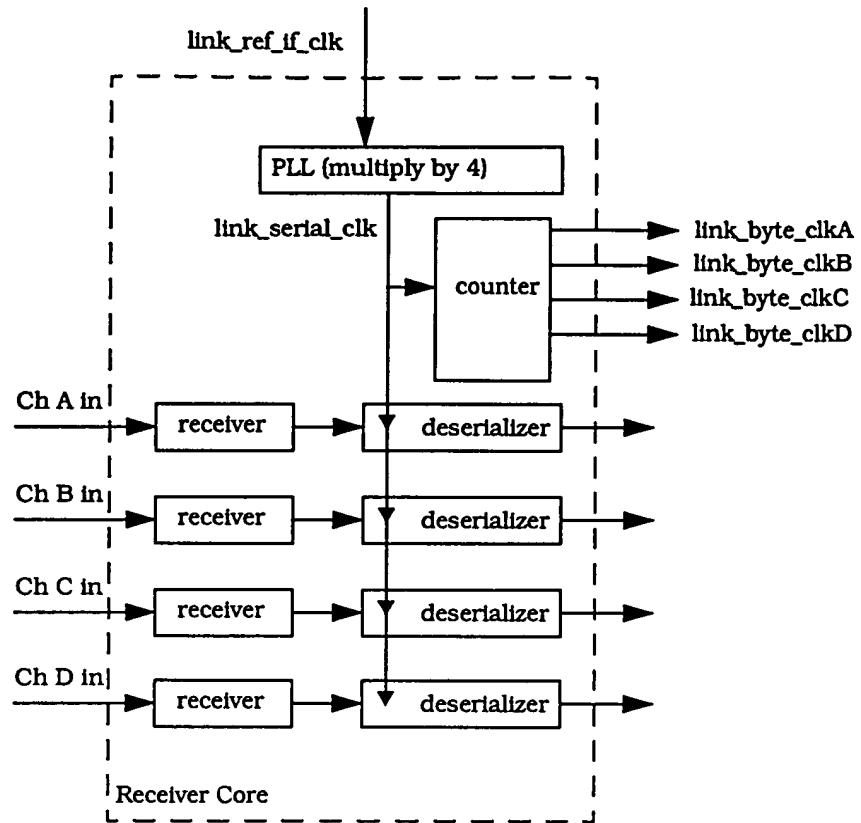 link_ref_if_clk
PLL (multiply by 4)
link_serial_clk
counter
link_byte_clkA
link_byte_clkB
link_byte_clkC
link_byte_clkD
Ch A in
receiver
deserializer
Ch B in
receiver
deserializer
Ch C in
receiver
deserializer
Ch D in
receiver
deserializer
Receiver Core